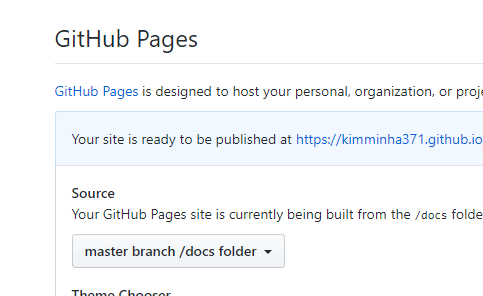 GitHub Pages
GitHub Pages is designed to host your personal, organization, or
Your site is ready to be published at https://kimminha371.github.io
Source
Your GitHub Pages site is currently being built from the /docs
master branch /docs folder
Theme Chooser